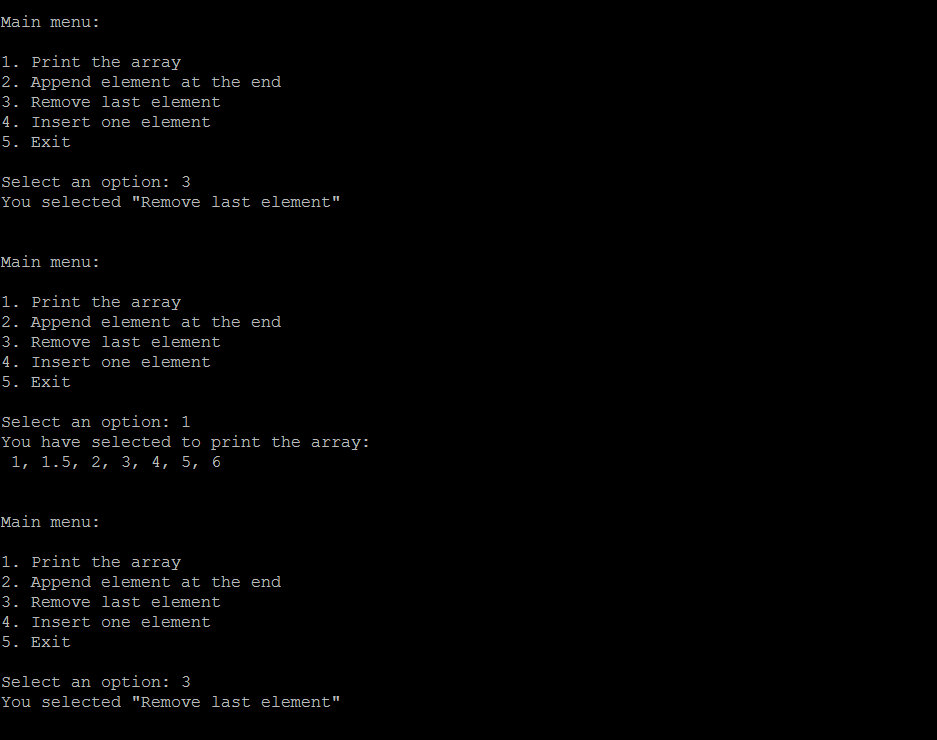 Main menu:
1. Print the array
2. Append element at the end
3. Remove last element
4. Insert one element
5. Exit
Select an option: 3
You selected "Remove last element"
Main menu:
1. Print the array
2. Append element at the end
3. Remove last element
4. Insert one element
5. Exit
Select an option: 1
You have selected to print the array:
1, 1.5, 2, 3, 4, 5, 6
Main menu:
1. Print the array
2. Append element at the end
3. Remove last element
4. Insert one element
5. Exit
Select an option: 3
You selected "Remove last element"